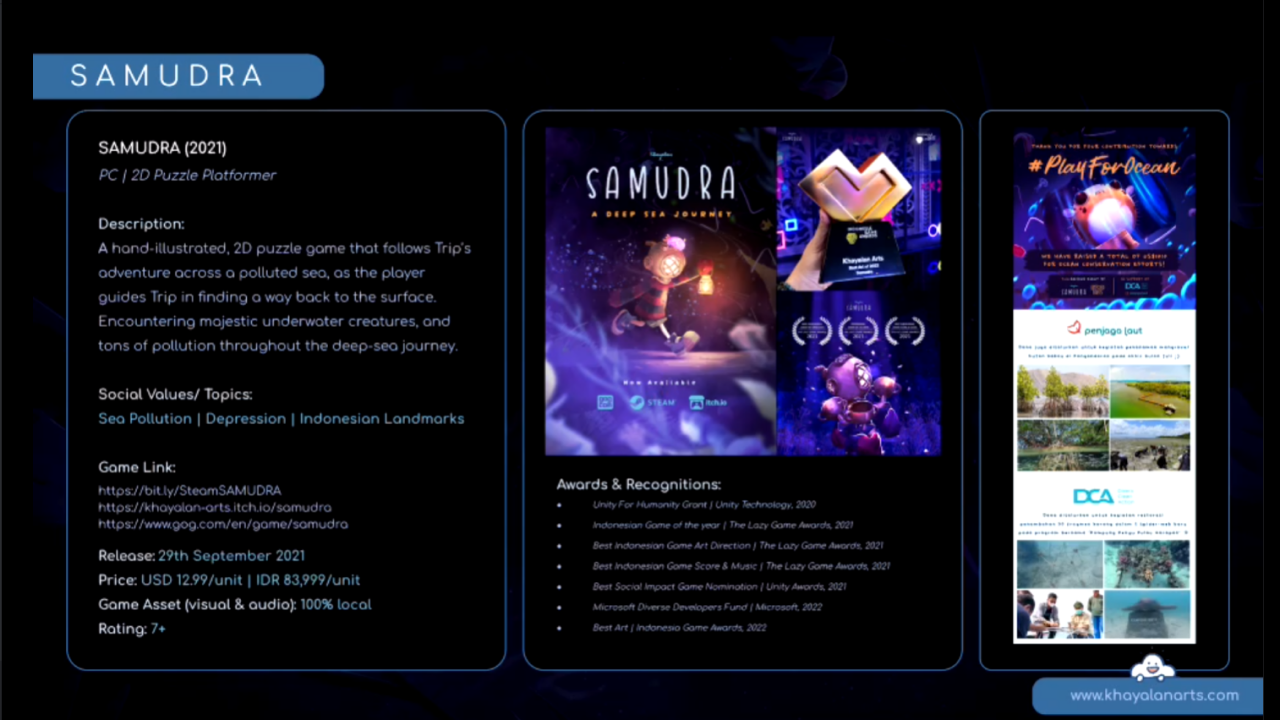 SAMUDRA
SAMUDRA (2021)
PC | 2D Puzzle Platformer
Description:
A hand-illustrated, 2D puzzle game that follows Trip's
adventure across a polluted sea, as the player
guides Trip in finding a way back to the surface.
Encountering majestic underwater creatures, and
tons of pollution throughout the deep-sea journey.
Social Values/ Topics:
Sea Pollution | Depression | Indonesian Landmarks
Game Link:
https://bit.ly/SteamSAMUDRA
https://khayalan-arts.itch.io/samudra
https://www.gog.com/en/game/samudra
Release: 29th September 2021
Price: USD 12.99/unit | IDR 83,999/unit
Game Asset (visual & audio): 100% local
Rating: 7+
SAMUDRA
A DEEP SEA JOURNEY
Now Available
STEAM
itch.io
Khayalan Arts
SAMUDRA
Awards & Recognitions:
• Unity For Humanity Grant | Unity Technology, 2020
• Indonesian Game of the year | The Lazy Game Awards, 2021
• Best Indonesian Game Art Direction | The Lazy Game Awards, 2021
• Best Indonesian Game Score & Music | The Lazy Game Awards, 2021
• Best Social Impact Game Nomination | Unity Awards, 2021
• Microsoft Diverse Developers Fund | Microsoft, 2022
• Best Art | Indonesia Game Awards, 2022
THANK YOU FOR YOUR CONTRIBUTION TOWARDS
#PlayForOcean
WE HAVE RAISED A TOTAL OF
FOR OCEAN CONSERVATION EFFORTS!
SAMUDRA
DCA
penjaga laut
DCA
www.khayalanarts.com